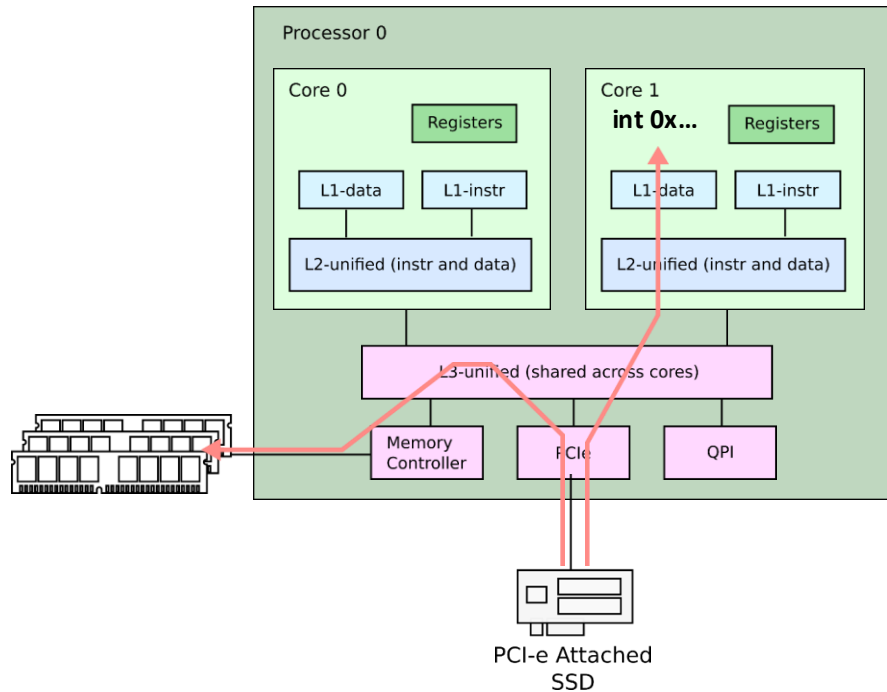 Processor 0
Core 0
Registers
L1-data
L1-instr
L2-unified (instr and data)
Core 1
int 0x...
Registers
L1-data
L1-instr
L2-unified (instr and data)
L3-unified (shared across cores)
Memory
Controller
PCIe
QPI
PCI-e Attached
SSD